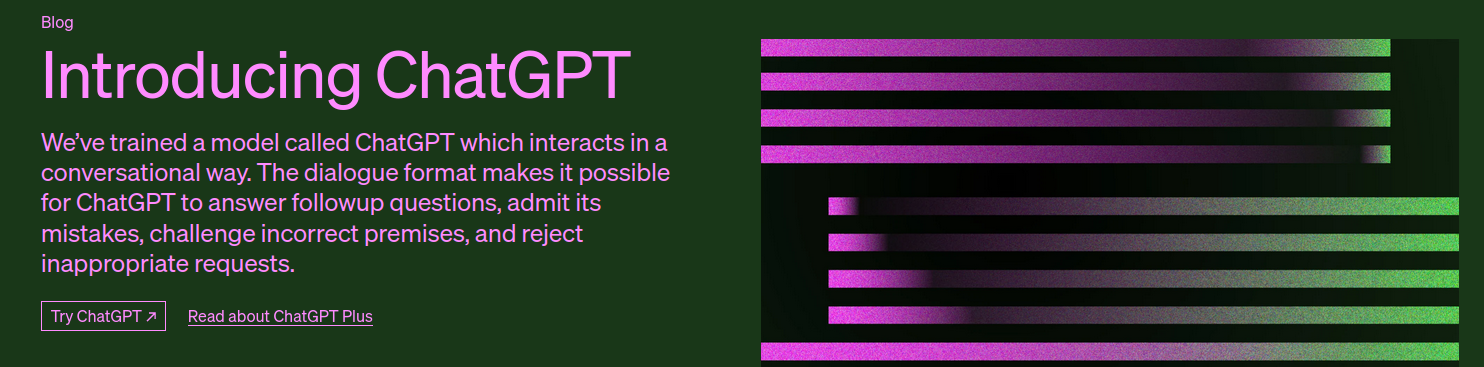 Blog
Introducing ChatGPT
We’ve trained a model called ChatGPT which interacts in a
conversational way. The dialogue format makes it possible
for ChatGPT to answer followup questions, admit its
mistakes, challenge incorrect premises, and reject
inappropriate requests.
Try ChatGPT ↗ Read about ChatGPT Plus